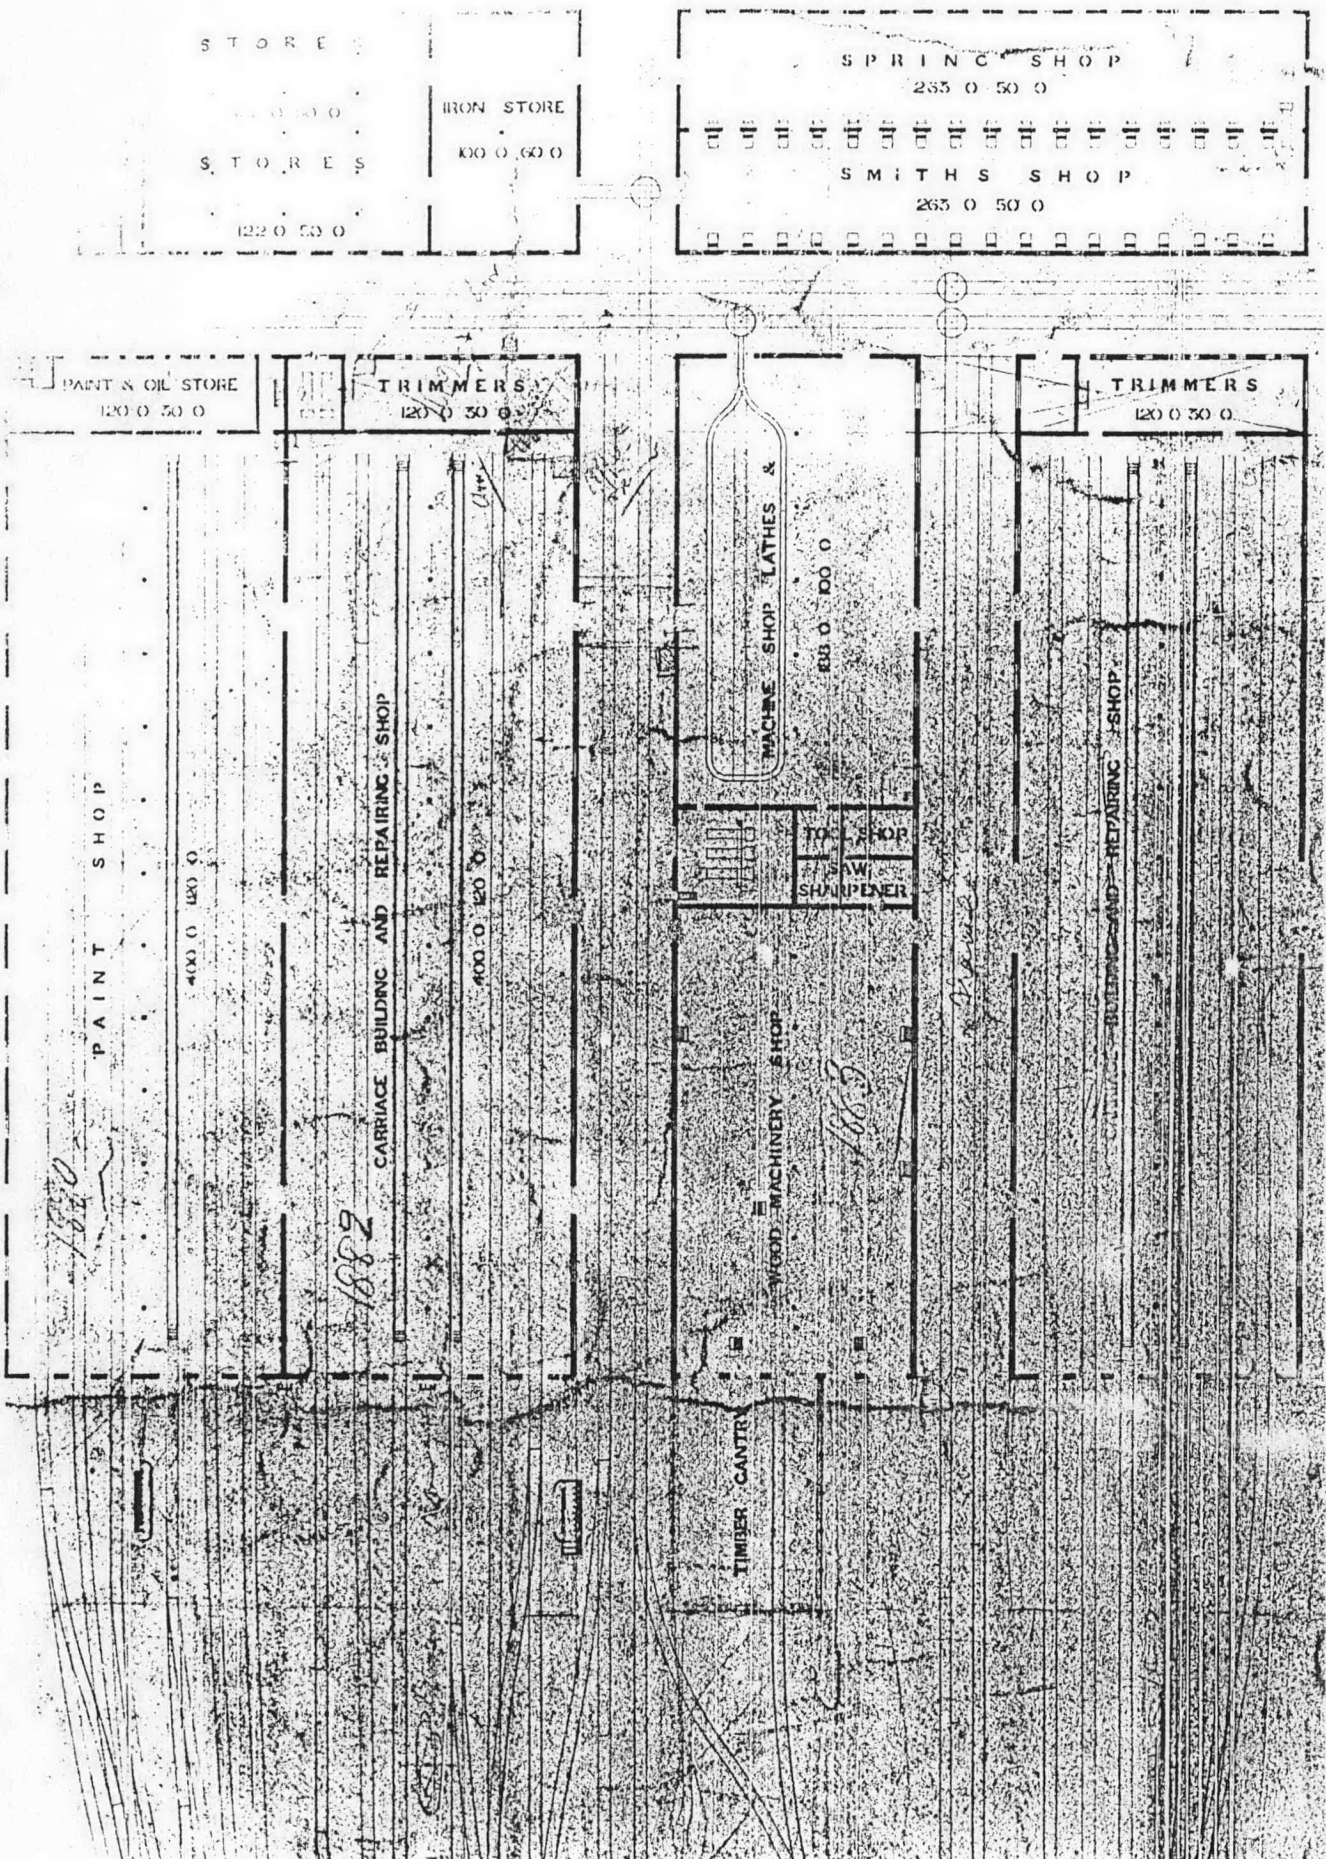 STORES
STORES
122 0 50 0
IRON STORE
100 0 60 0
SPRING SHOP
263 0 50 0
SMITHS SHOP
263 0 50 0
PAINT & OIL STORE
120 0 30 0
TRIMMERS
120 0 30 0
TRIMMERS
120 0 30 0
PAINT SHOP
400 0 120 0
1880
CARRIAGE BUILDING AND REPAIRING SHOP
400 0 120 0
1882
MACHINE SHOP LATHES &
188 0 100 0
TOOL SHOP
SAW
SHARPENER
WOOD MACHINERY SHOP
1883
TIMBER GANTRY
CARRIAGE BUILDING AND REPAIRING SHOP